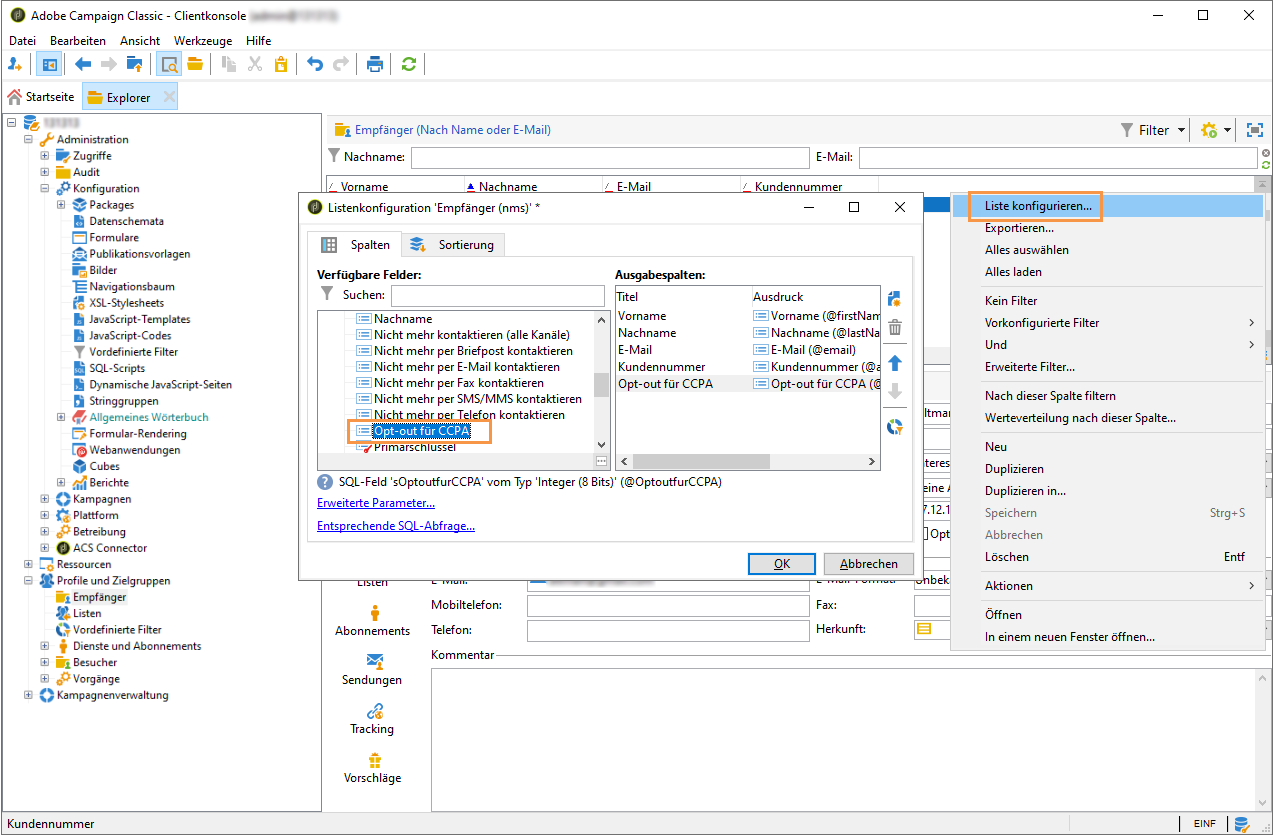 Adobe Campaign Classic - Clientkonsole
Datei Bearbeiten Ansicht Werkzeuge Hilfe
Startseite Explorer
Administration
Zugriffe
Audit
Konfiguration
Packages
Datenschemata
Formulare
Publikationsvorlagen
Bilder
Navigationsbaum
XSL-Stylesheets
JavaScript-Templates
JavaScript-Codes
Vordefinierte Filter
SQL-Scripts
Dynamische JavaScript-Seiten
Stringgruppen
Allgemeines Wörterbuch
Formular-Rendering
Webanwendungen
Cubes
Berichte
Kampagnen
Plattform
Betreibung
ACS Connector
Ressourcen
Profile und Zielgruppen
Empfänger
Listen
Vordefinierte Filter
Dienste und Abonnements
Besucher
Vorgänge
Kampagnenverwaltung
Empfänger (Nach Name oder E-Mail)
Filter
Nachname: E-Mail:
Vorname Nachname E-Mail Kundennummer
Listenkonfiguration 'Empfänger (nms)' *
Spalten Sortierung
Verfügbare Felder:
Suchen:
Nachname
Nicht mehr kontaktieren (alle Kanäle)
Nicht mehr per Briefpost kontaktieren
Nicht mehr per E-Mail kontaktieren
Nicht mehr per Fax kontaktieren
Nicht mehr per SMS/MMS kontaktieren
Nicht mehr per Telefon kontaktieren
Opt-out für CCPA
Primärschlüssel
Ausgabespalten:
Titel Ausdruck
Vorname Vorname (@firstNam
Nachname Nachname (@lastNa
E-Mail E-Mail (@email)
Kundennummer Kundennummer (@a
Opt-out für CCPA Opt-out für CCPA (@
SQL-Feld 'sOptoutfurCCPA' vom Typ 'Integer (8 Bits)' (@OptoutfurCCPA)
Erweiterte Parameter...
Entsprechende SQL-Abfrage...
OK Abbrechen
Liste konfigurieren...
Exportieren...
Alles auswählen
Alles laden
Kein Filter
Vorkonfigurierte Filter
Und
Erweiterte Filter...
Nach dieser Spalte filtern
Werteverteilung nach dieser Spalte...
Neu
Duplizieren
Duplizieren in...
Speichern Strg+S
Abbrechen
Löschen Entf
Aktionen
Öffnen
In einem neuen Fenster öffnen...
ltman
nteres
eine A
7.12.1
Opt
Listen
Abonnements
Sendungen
Tracking
Vorschläge
E-Mail: E-Mail-Format: Unbek
Mobiltelefon: Fax:
Telefon: Herkunft:
Kommentar
Kundennummer EINF